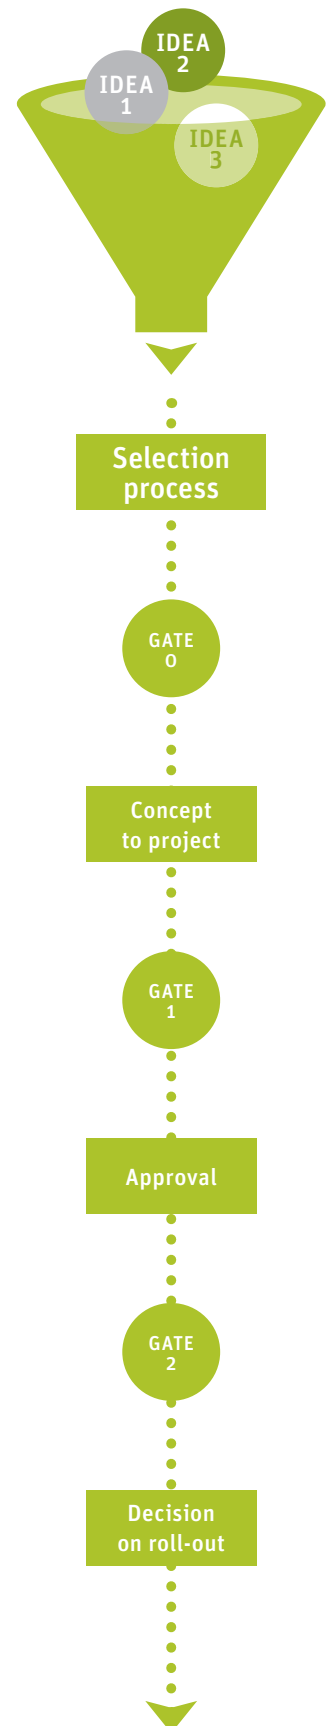 IDEA
2
IDEA
1
IDEA
3
Selection
process
GATE
0
Concept
to project
GATE
1
Approval
GATE
2
Decision
on roll-out